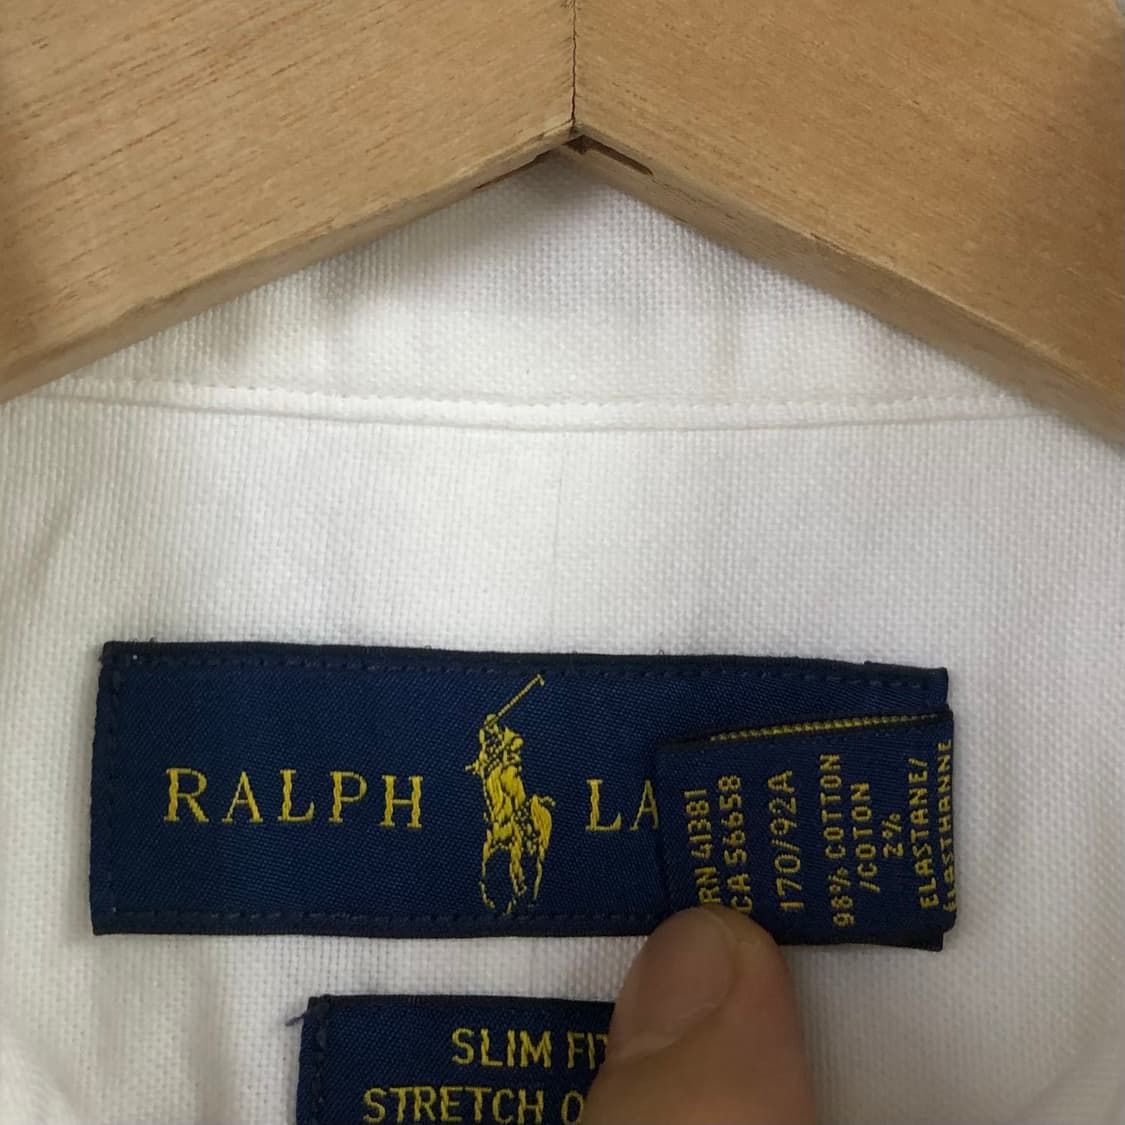 RALPH LA
RN 41381
CA 56658
170/92A
98% COTTON
/COTON
2%
ELASTANE/
ÉLASTHANNE
SLIM FIT
STRETCH O